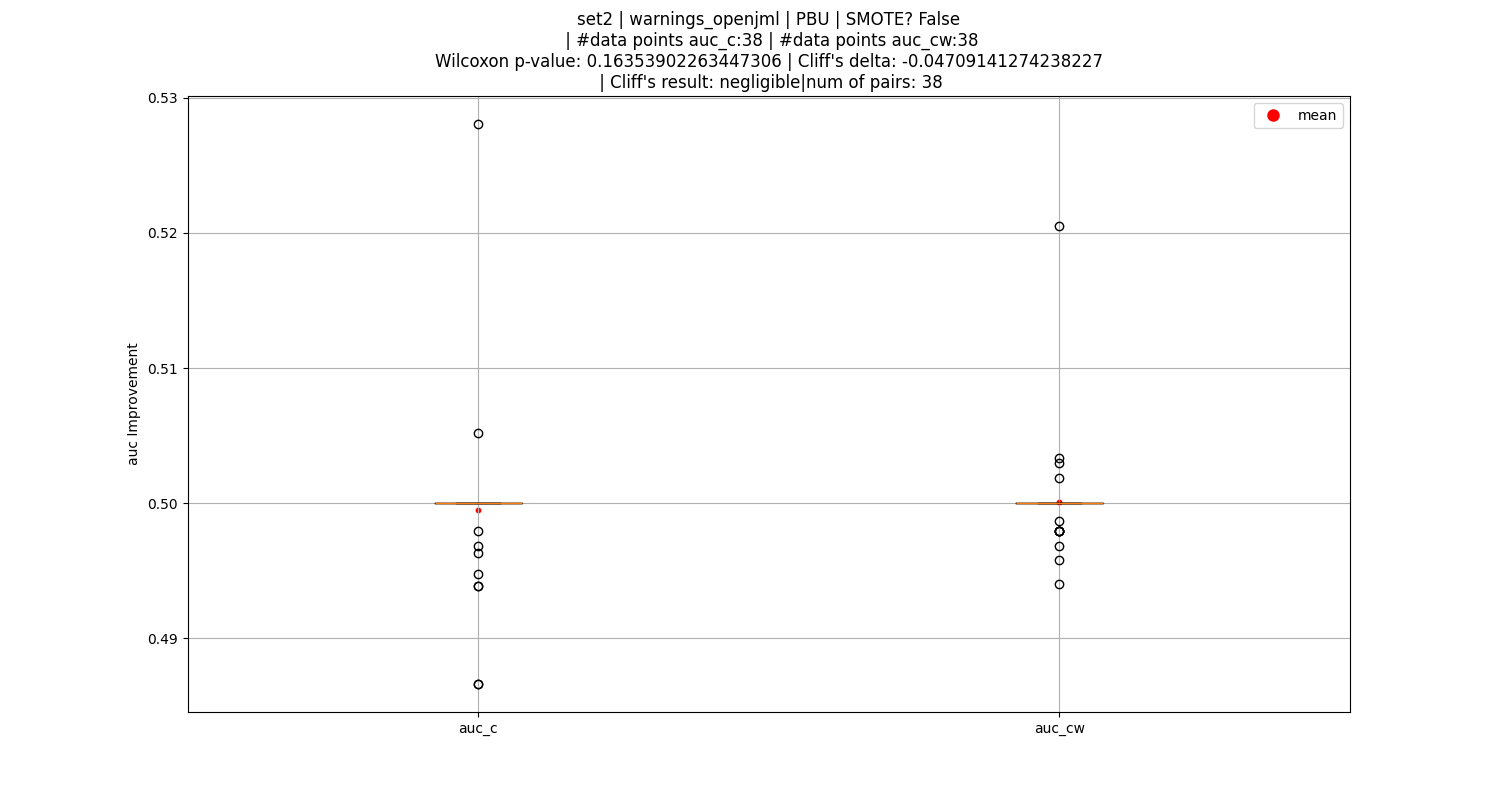 set2 | warnings_openjml | PBU | SMOTE? False
| #data points auc_c:38 | #data points auc_cw:38
Wilcoxon p-value: 0.16353902263447306 | Cliff's delta: -0.04709141274238227
| Cliff's result: negligible|num of pairs: 38
mean
auc Improvement
0.53
0.52
0.51
0.50
0.49
auc_c
auc_cw